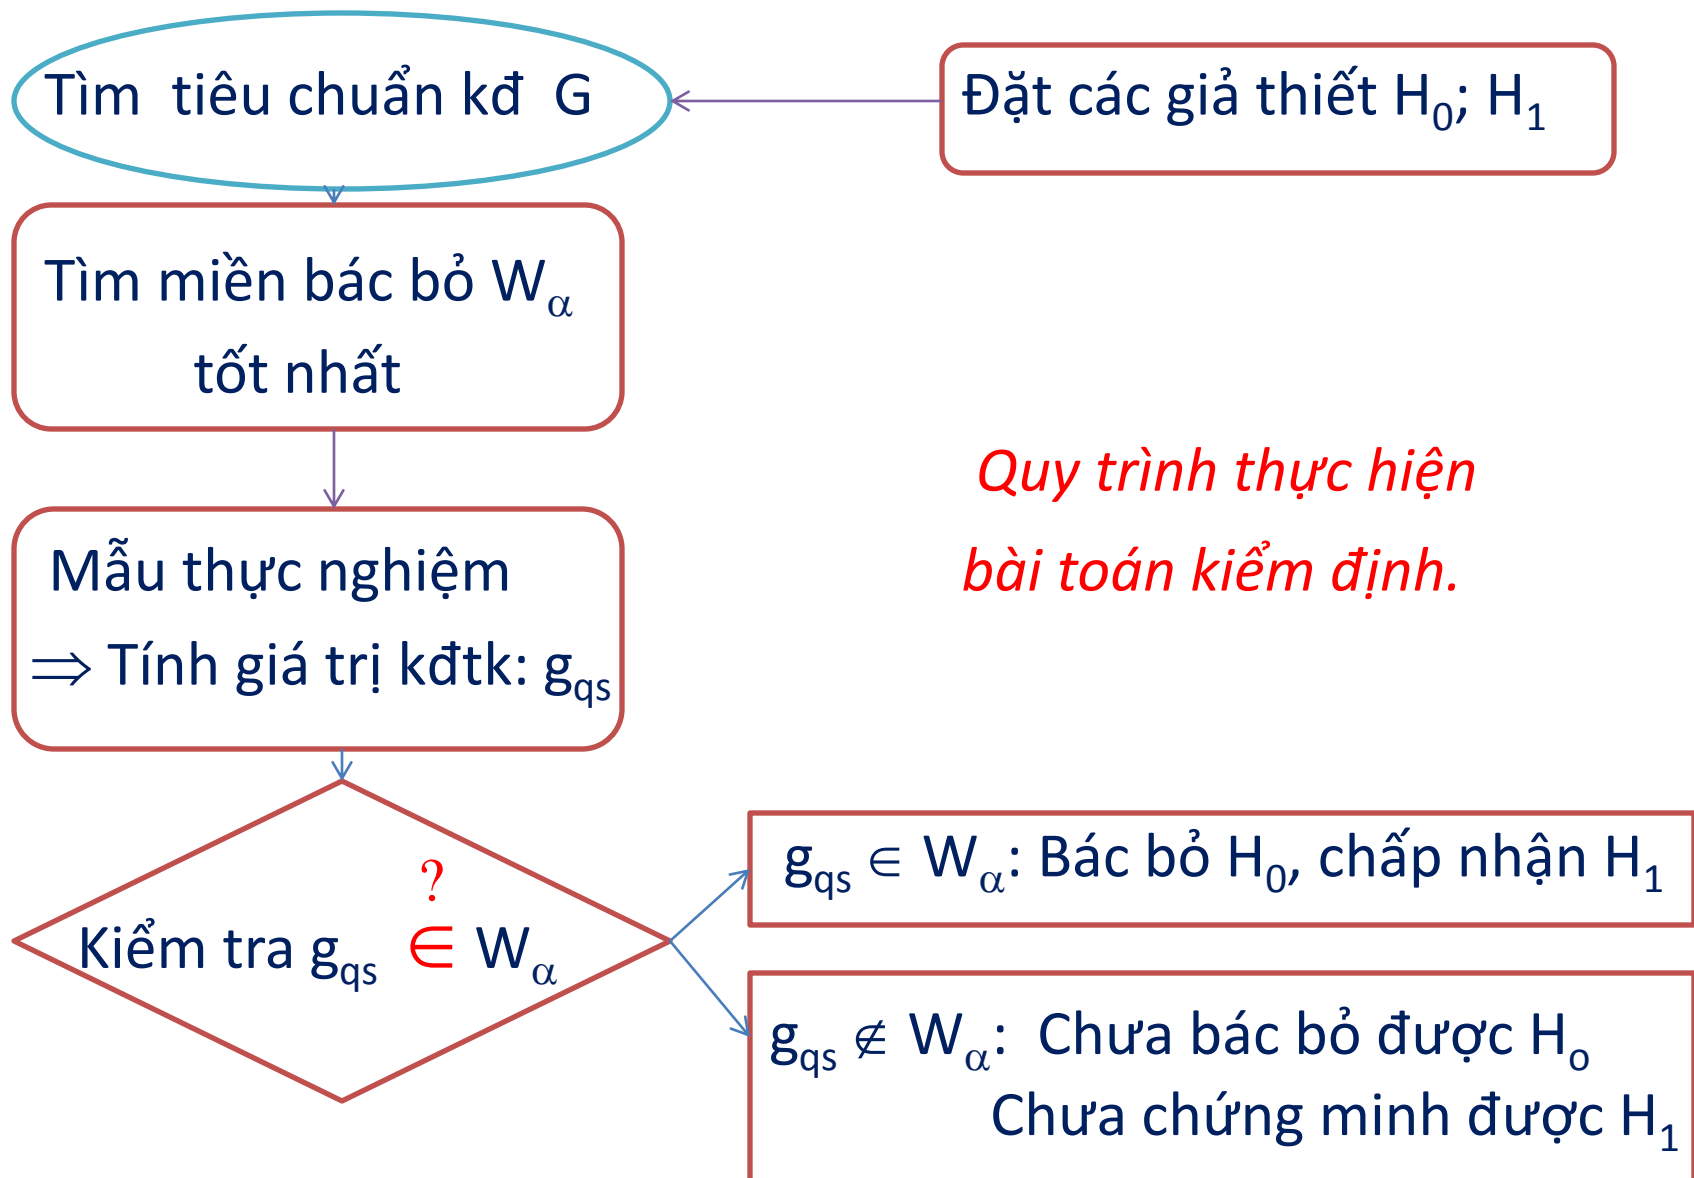 Tìm tiêu chuẩn kđ G
Đặt các giả thiết H₀; H₁
Tìm miền bác bỏ Wα
tốt nhất
Quy trình thực hiện
bài toán kiểm định.
Mẫu thực nghiệm
⇒ Tính giá trị kđtk: gqs
?
Kiểm tra gqs ∈ Wα
gqs ∈ Wα: Bác bỏ H₀, chấp nhận H₁
gqs ∉ Wα: Chưa bác bỏ được Hₒ
Chưa chứng minh được H₁